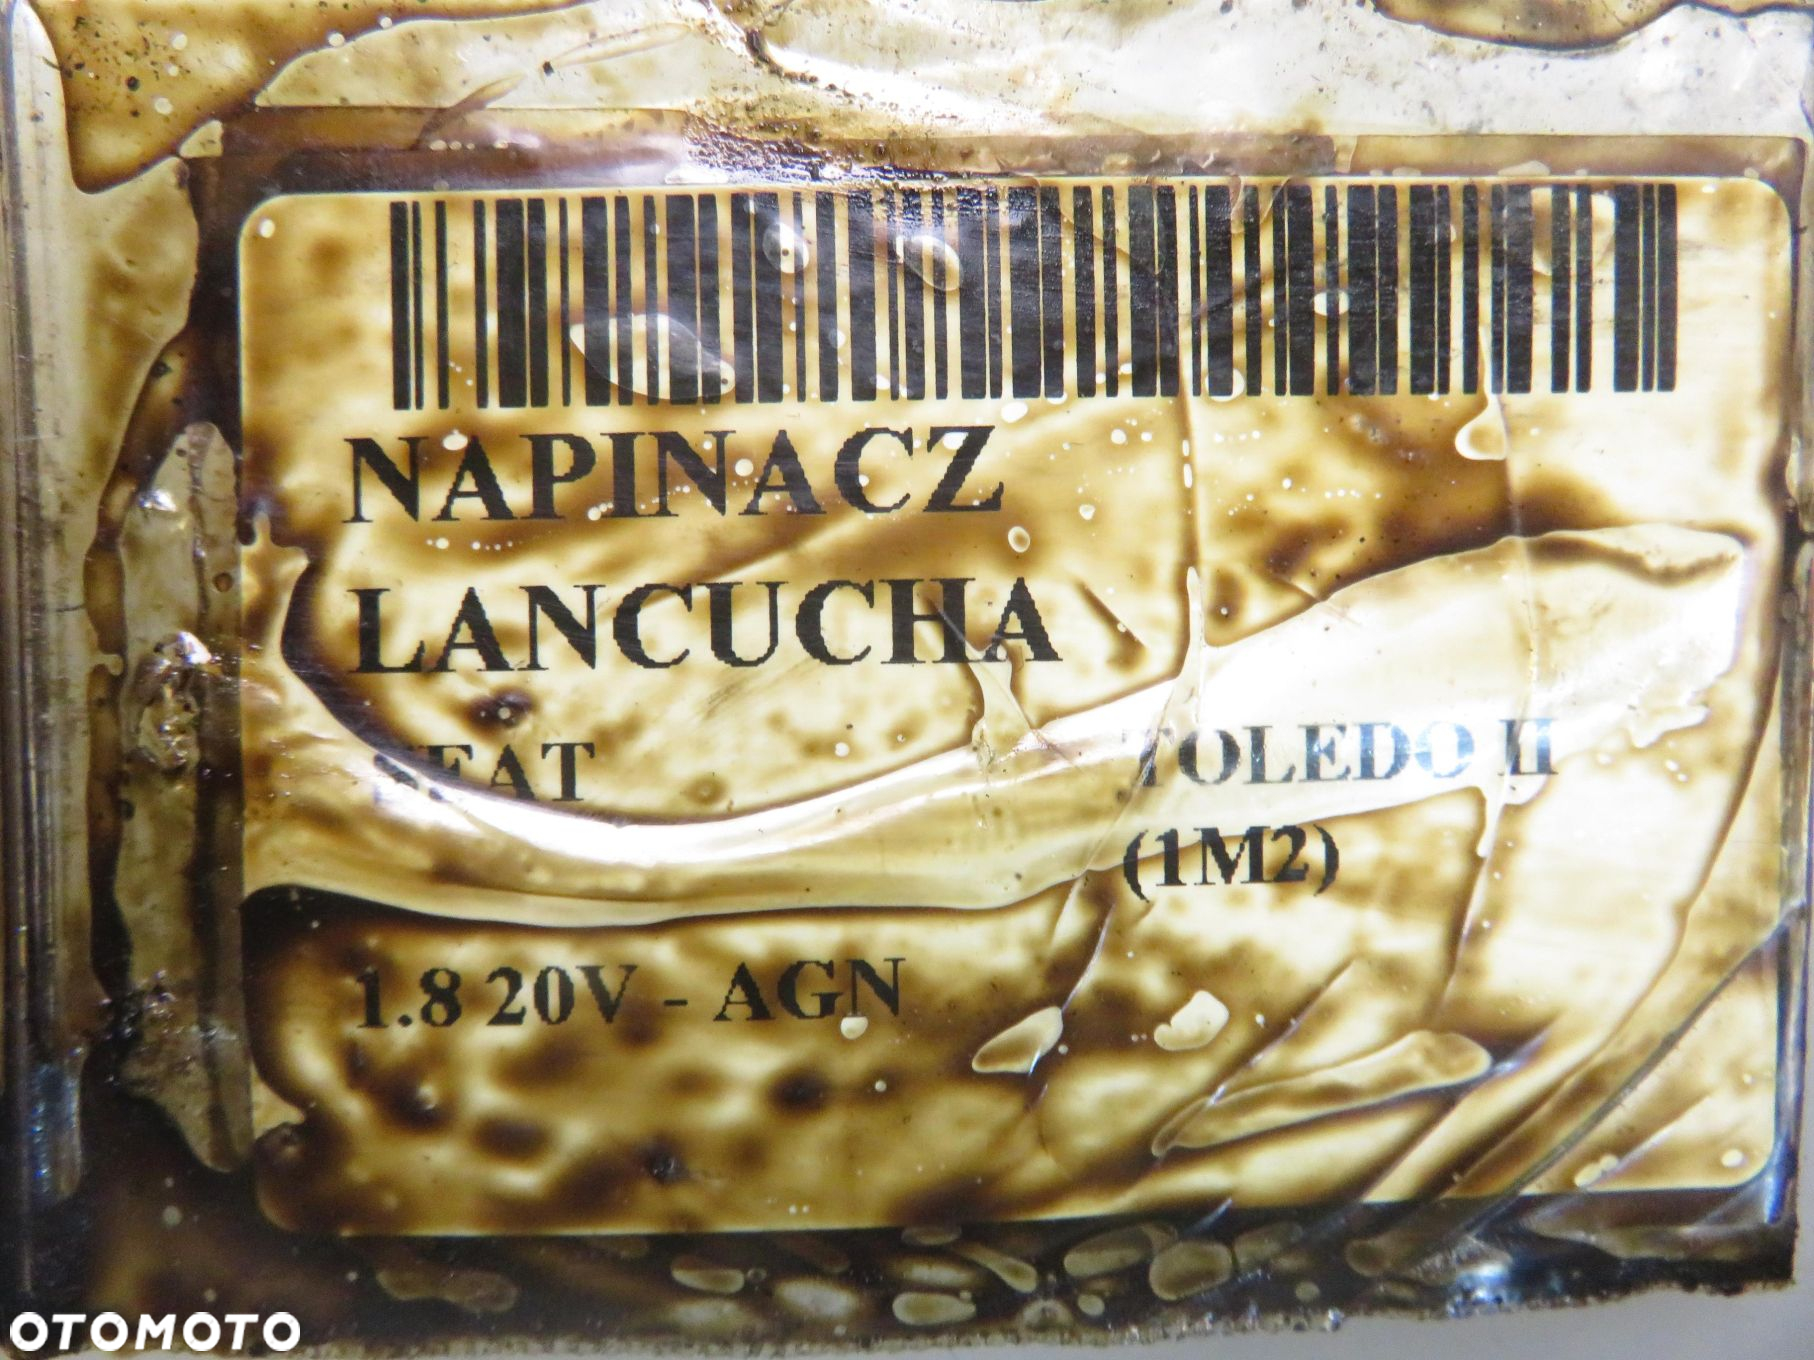 NAPINACZ
LANCUCHA
SEAT TOLEDO II
(1M2)
1.8 20V - AGN
OTOMOTO